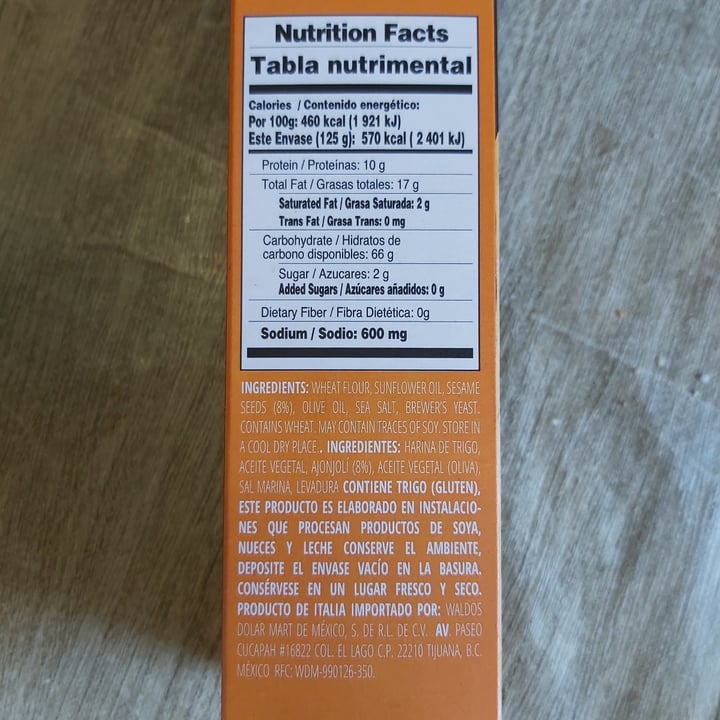 Nutrition Facts
Tabla nutrimental
Calories / Contenido energético:
Por 100g: 460 kcal (1 921 kJ)
Este Envase (125 g): 570 kcal ( 2 401 kJ)
Protein / Proteínas: 10 g
Total Fat / Grasas totales: 17 g
Saturated Fat / Grasa Saturada: 2 g
Trans Fat / Grasa Trans: 0 mg
Carbohydrate / Hidratos de
carbono disponibles: 66 g
Sugar / Azucares: 2 g
Added Sugars / Azúcares añadidos: 0 g
Dietary Fiber / Fibra Dietética: 0g
Sodium / Sodio: 600 mg
INGREDIENTS: WHEAT FLOUR, SUNFLOWER OIL, SESAME
SEEDS (8%), OLIVE OIL, SEA SALT, BREWER'S YEAST.
CONTAINS WHEAT. MAY CONTAIN TRACES OF SOY. STORE IN
A COOL DRY PLACE.. INGREDIENTES: HARINA DE TRIGO,
ACEITE VEGETAL, AJONJOLÍ (8%), ACEITE VEGETAL (OLIVA),
SAL MARINA, LEVADURA CONTIENE TRIGO (GLUTEN),
ESTE PRODUCTO ES ELABORADO EN INSTALACIO-
NES QUE PROCESAN PRODUCTOS DE SOYA,
NUECES Y LECHE CONSERVE EL AMBIENTE,
DEPOSITE EL ENVASE VACÍO EN LA BASURA.
CONSÉRVESE EN UN LUGAR FRESCO Y SECO.
PRODUCTO DE ITALIA IMPORTADO POR: WALDOS
DOLAR MART DE MÉXICO, S. DE R.L. DE C.V. AV. PASEO
CUCAPAH #16822 COL. EL LAGO C.P. 22210 TIJUANA, B.C.
MÉXICO RFC: WDM-990126-350.